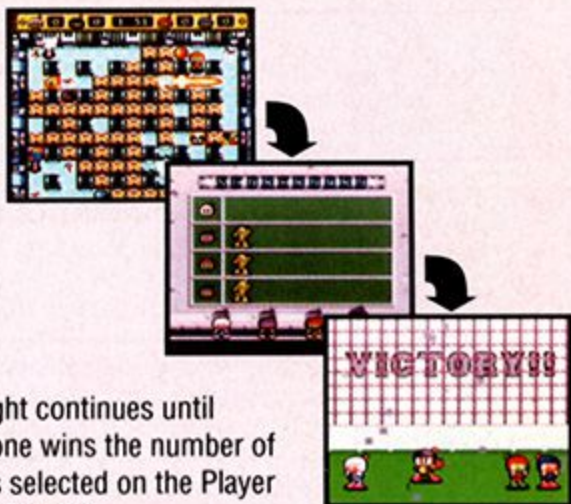 VICTORY!!
ght continues until
one wins the number of
s selected on the Player